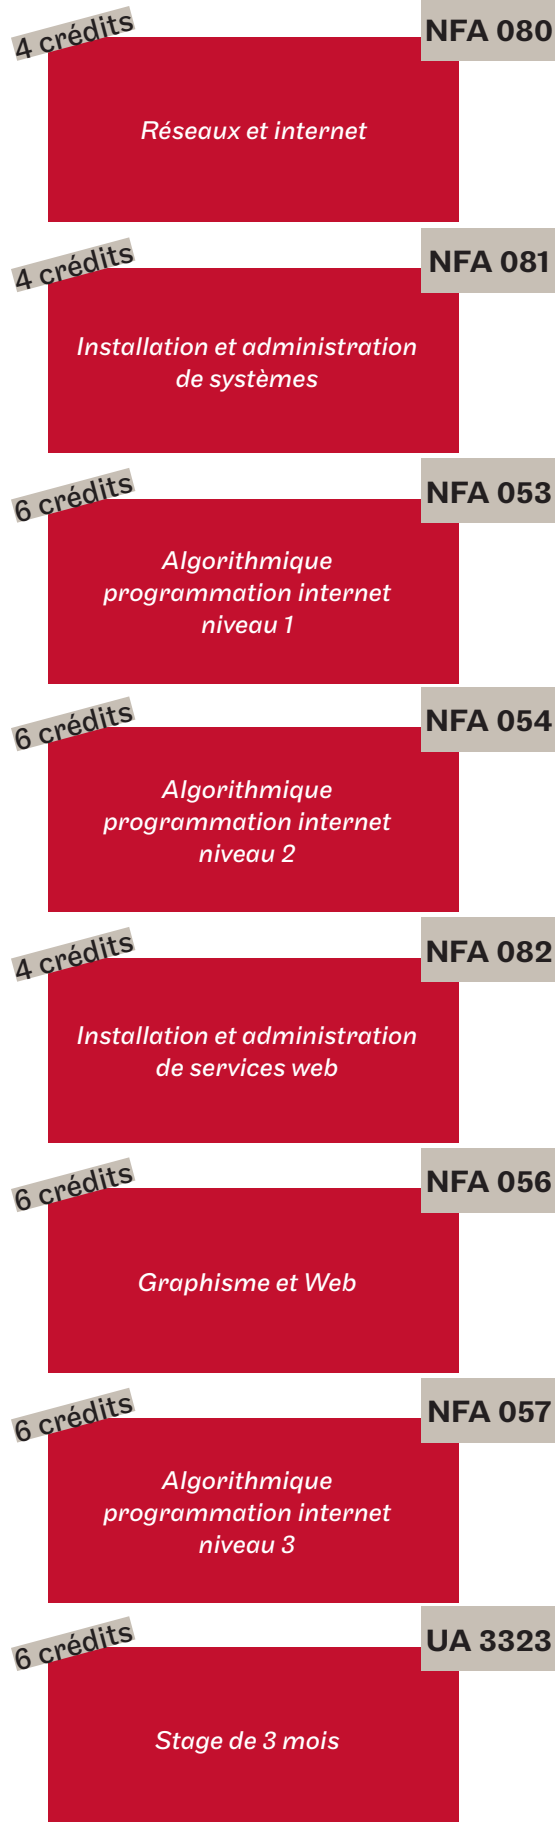 4 crédits
NFA 080
Réseaux et internet
4 crédits
NFA 081
Installation et administration
de systèmes
6 crédits
NFA 053
Algorithmique
programmation internet
niveau 1
6 crédits
NFA 054
Algorithmique
programmation internet
niveau 2
4 crédits
NFA 082
Installation et administration
de services web
6 crédits
NFA 056
Graphisme et Web
6 crédits
NFA 057
Algorithmique
programmation internet
niveau 3
6 crédits
UA 3323
Stage de 3 mois